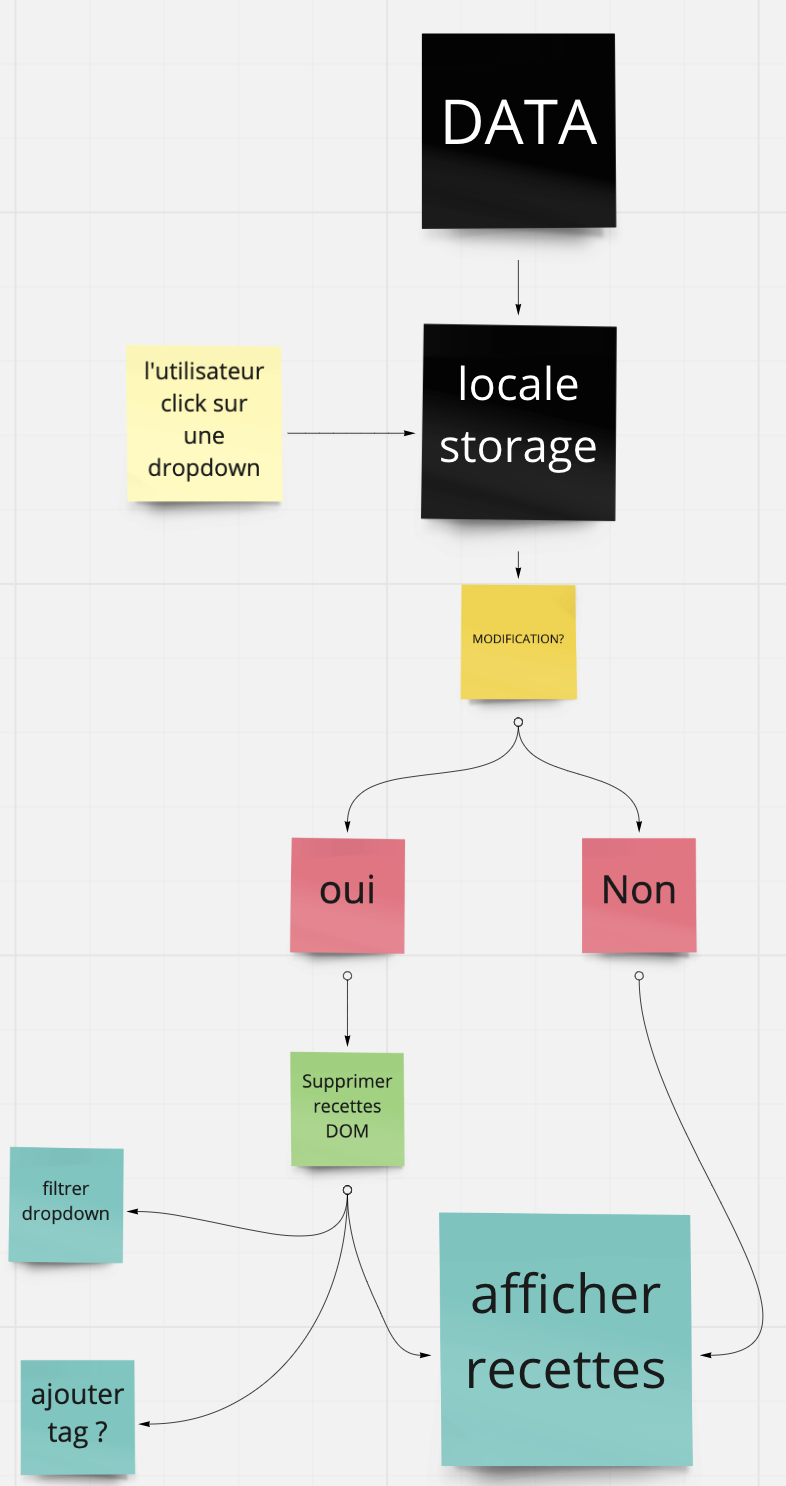 DATA
l'utilisateur
click sur
une
dropdown
locale
storage
MODIFICATION?
oui
Non
Supprimer
recettes
DOM
filtrer
dropdown
afficher
recettes
ajouter
tag ?